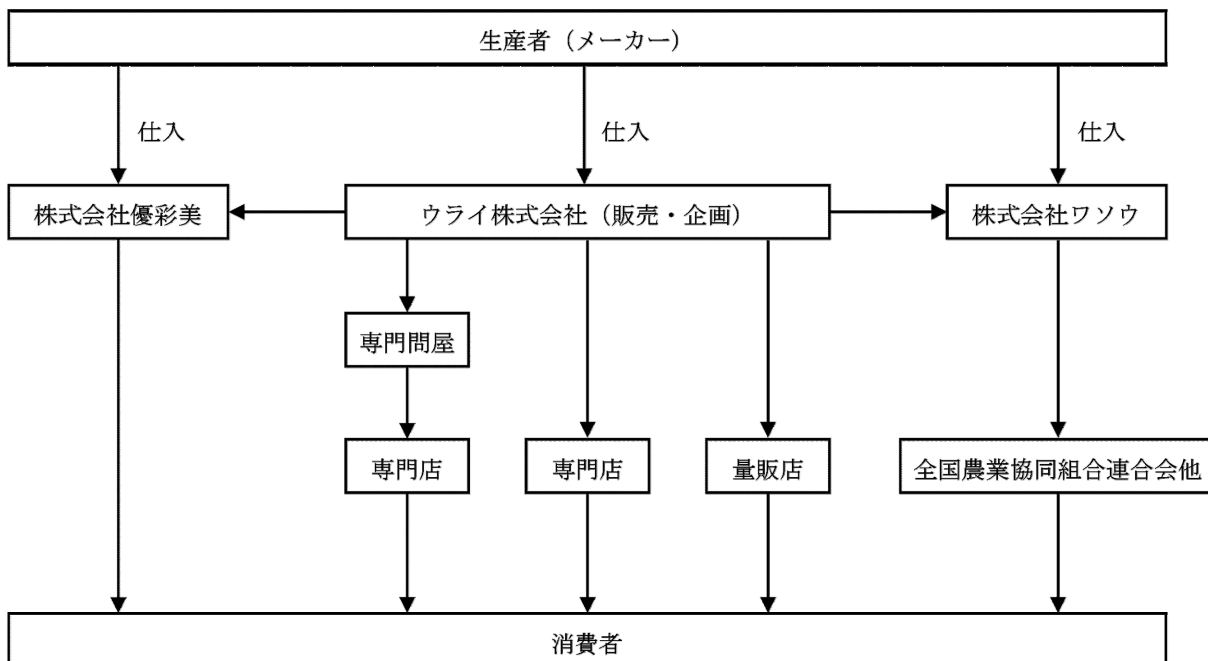 生産者（メーカー）
仕入
仕入
仕入
株式会社優彩美
ウライ株式会社（販売・企画）
株式会社ワソウ
専門問屋
専門店
専門店
量販店
全国農業協同組合連合会他
消費者